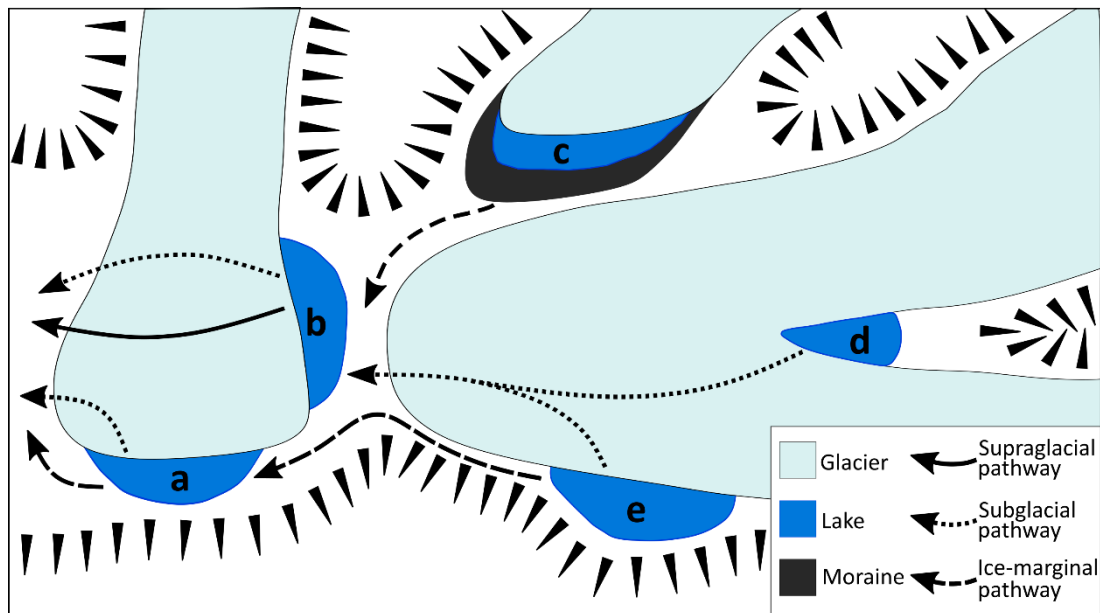 c
b
d
a
e
Glacier
Supraglacial
pathway
Lake
Subglacial
pathway
Moraine
Ice-marginal
pathway